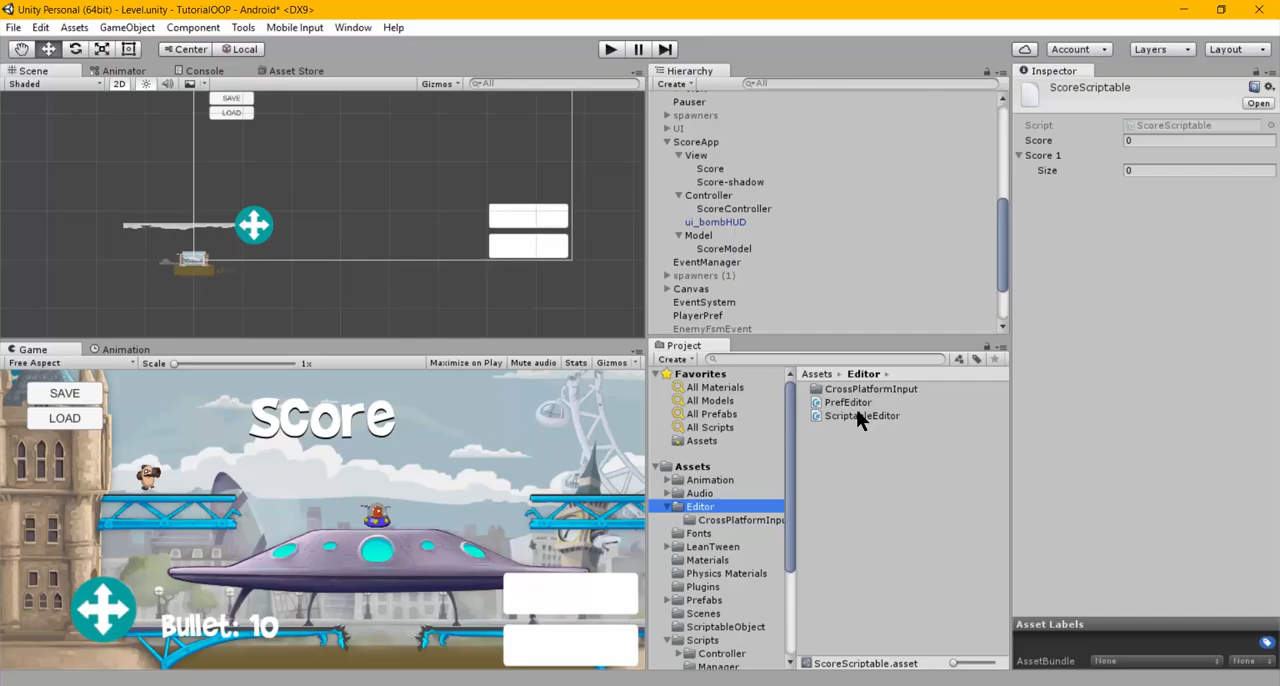 Unity Personal (64bit) - Level.unity - TutorialOOP - Android* <DX9>
File Edit Assets GameObject Component Tools Mobile Input Window Help
Center Local Account Layers Layout
Scene Animator Console Asset Store
Shaded 2D Gizmos All
SAVE
LOAD
Hierarchy
Create All
Pauser
spawners
UI
ScoreApp
View
Score
Score-shadow
Controller
ScoreController
ui_bombHUD
Model
ScoreModel
EventManager
spawners (1)
Canvas
EventSystem
PlayerPref
EnemyFsmEvent
Inspector
ScoreScriptable
Open
Script ScoreScriptable
Score 0
Score 1
Size 0
Game Animation
Free Aspect Scale 1x Maximize on Play Mute audio Stats Gizmos
SAVE
LOAD
Score
Bullet: 10
Project
Create
Favorites
All Materials
All Models
All Prefabs
All Scripts
Assets
Assets
Animation
Audio
Editor
CrossPlatformInpu
Fonts
LeanTween
Materials
Physics Materials
Plugins
Prefabs
Scenes
ScriptableObject
Scripts
Controller
Manager
Assets Editor
CrossPlatformInput
PrefEditor
ScriptableEditor
ScoreScriptable.asset
Asset Labels
AssetBundle None None